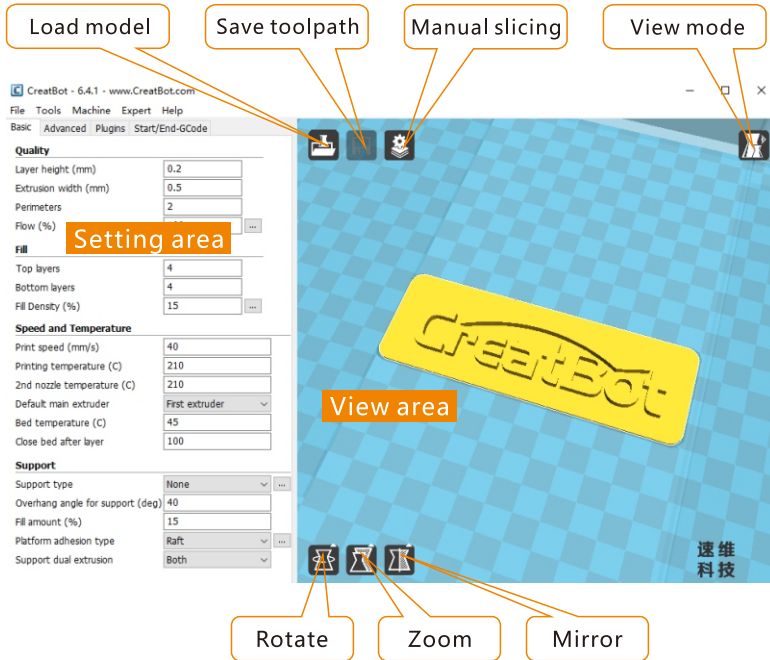 Load model
Save toolpath
Manual slicing
View mode
CreatBot - 6.4.1 - www.CreatBot.com
File Tools Machine Expert Help
Basic Advanced Plugins Start/End-GCode
Quality
Layer height (mm) 0.2
Extrusion width (mm) 0.5
Perimeters 2
Flow (%) ...
Setting area
Fill
Top layers 4
Bottom layers 4
Fill Density (%) 15 ...
Speed and Temperature
Print speed (mm/s) 40
Printing temperature (C) 210
2nd nozzle temperature (C) 210
Default main extruder First extruder
Bed temperature (C) 45
Close bed after layer 100
Support
Support type None ...
Overhang angle for support (deg) 40
Fill amount (%) 15
Platform adhesion type Raft ...
Support dual extrusion Both
CreatBot
View area
速维
科技
Rotate
Zoom
Mirror